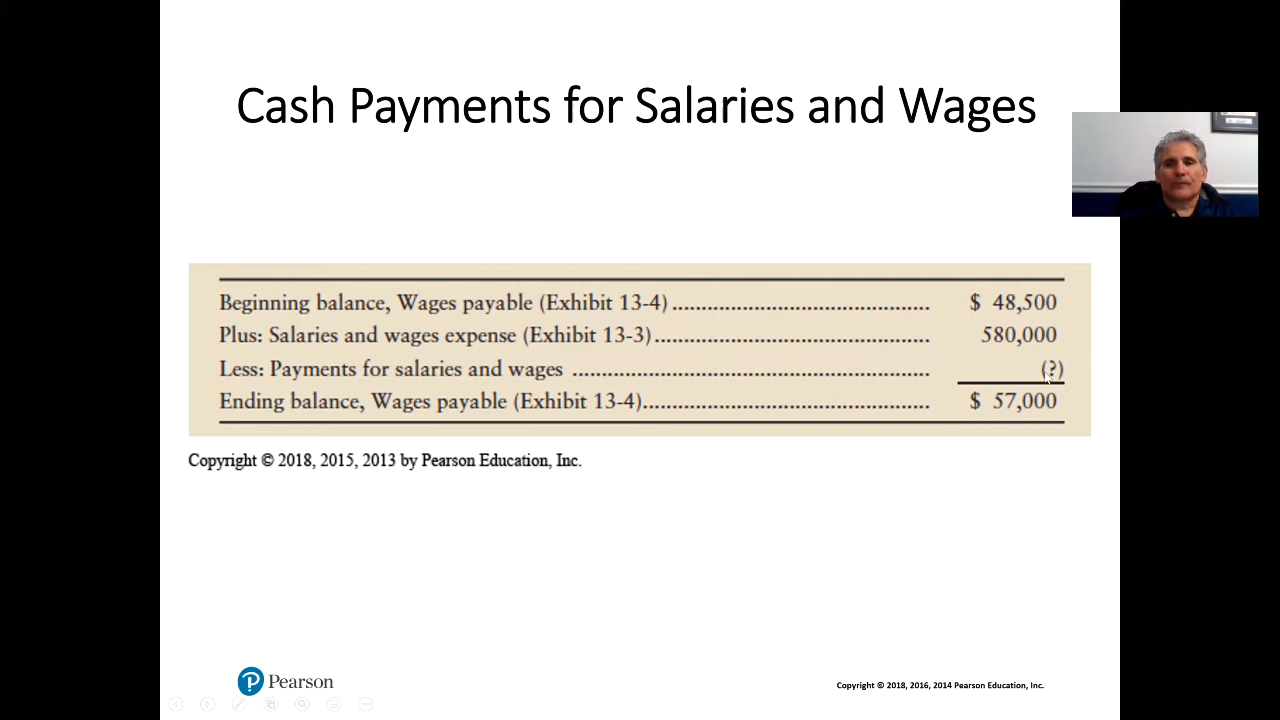 Cash Payments for Salaries and Wages
Beginning balance, Wages payable (Exhibit 13-4) .............................................. $ 48,500
Plus: Salaries and wages expense (Exhibit 13-3) ................................................. 580,000
Less: Payments for salaries and wages ................................................................ (?)
Ending balance, Wages payable (Exhibit 13-4) ................................................... $ 57,000
Copyright © 2018, 2015, 2013 by Pearson Education, Inc.
P Pearson
Copyright © 2018, 2016, 2014 Pearson Education, Inc.